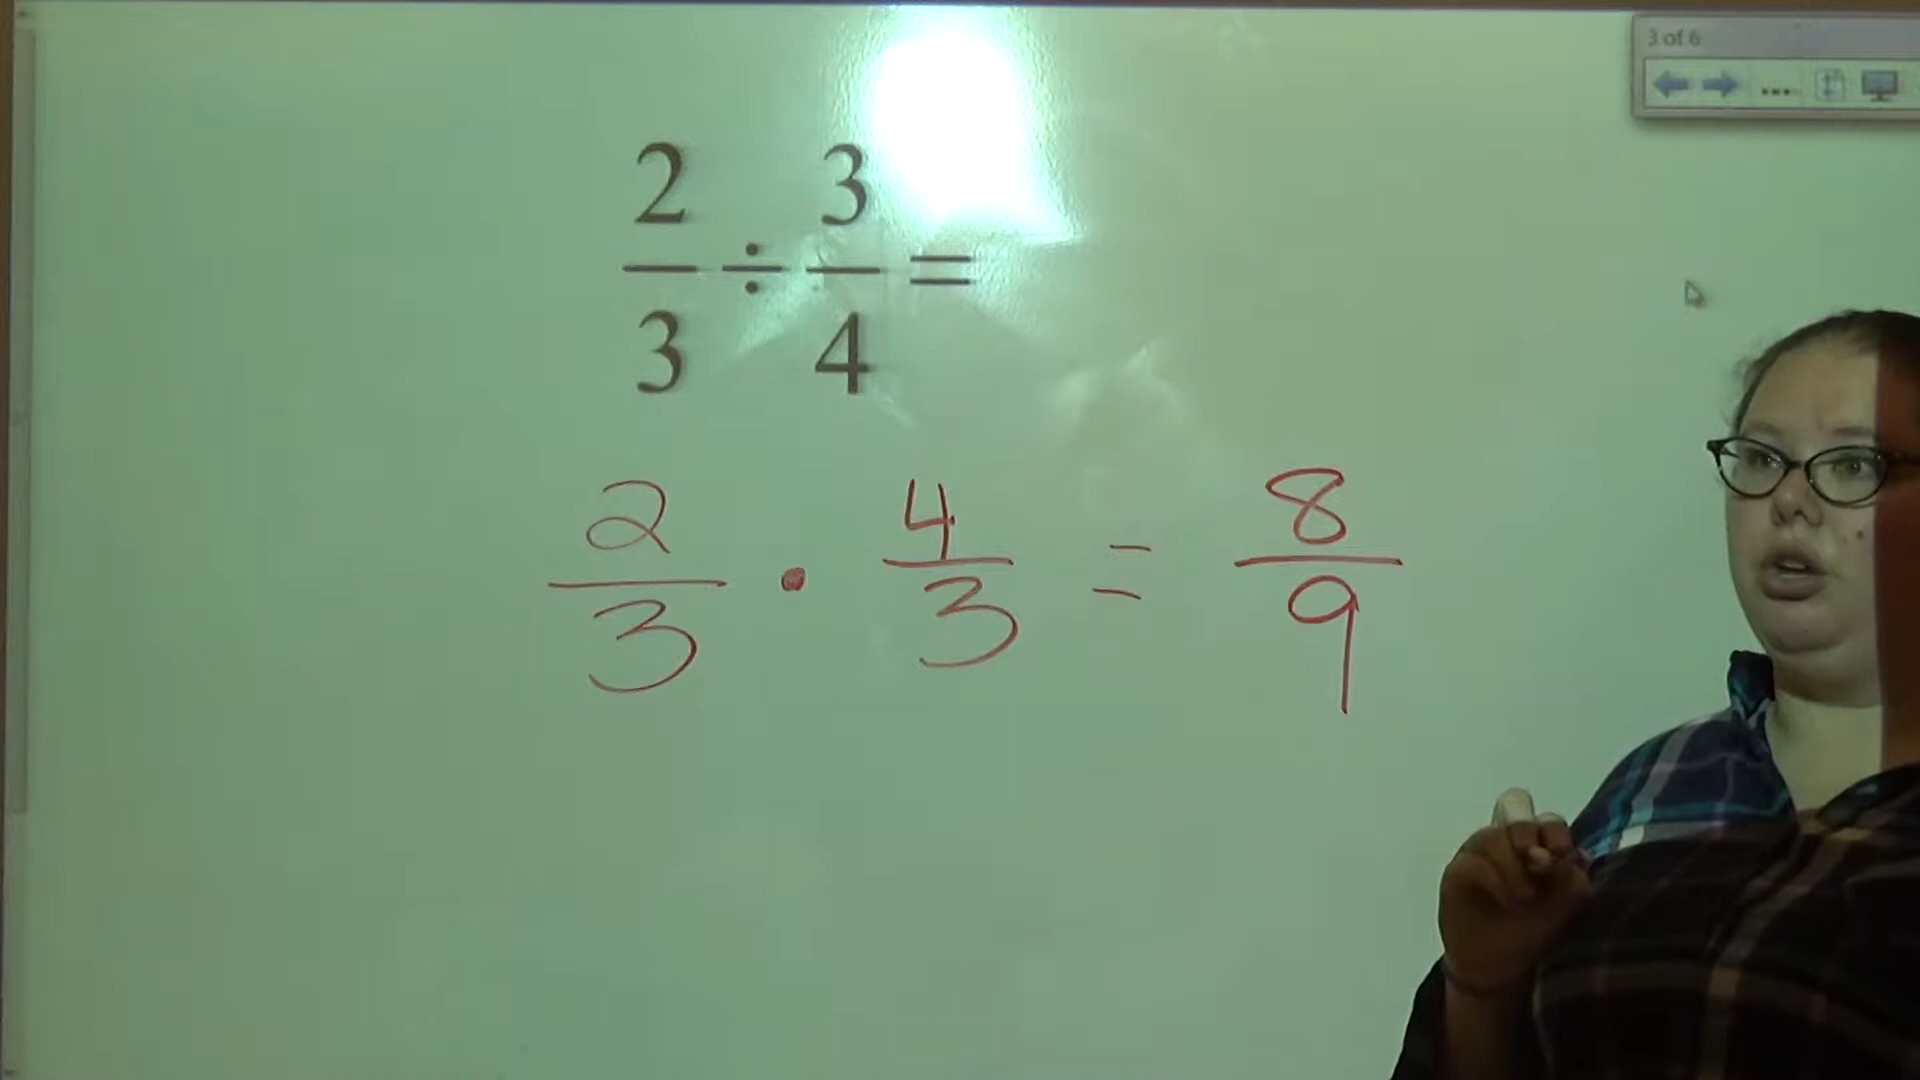 3 of 6
2/3 ÷ 3/4 =
2/3 · 4/3 = 8/9